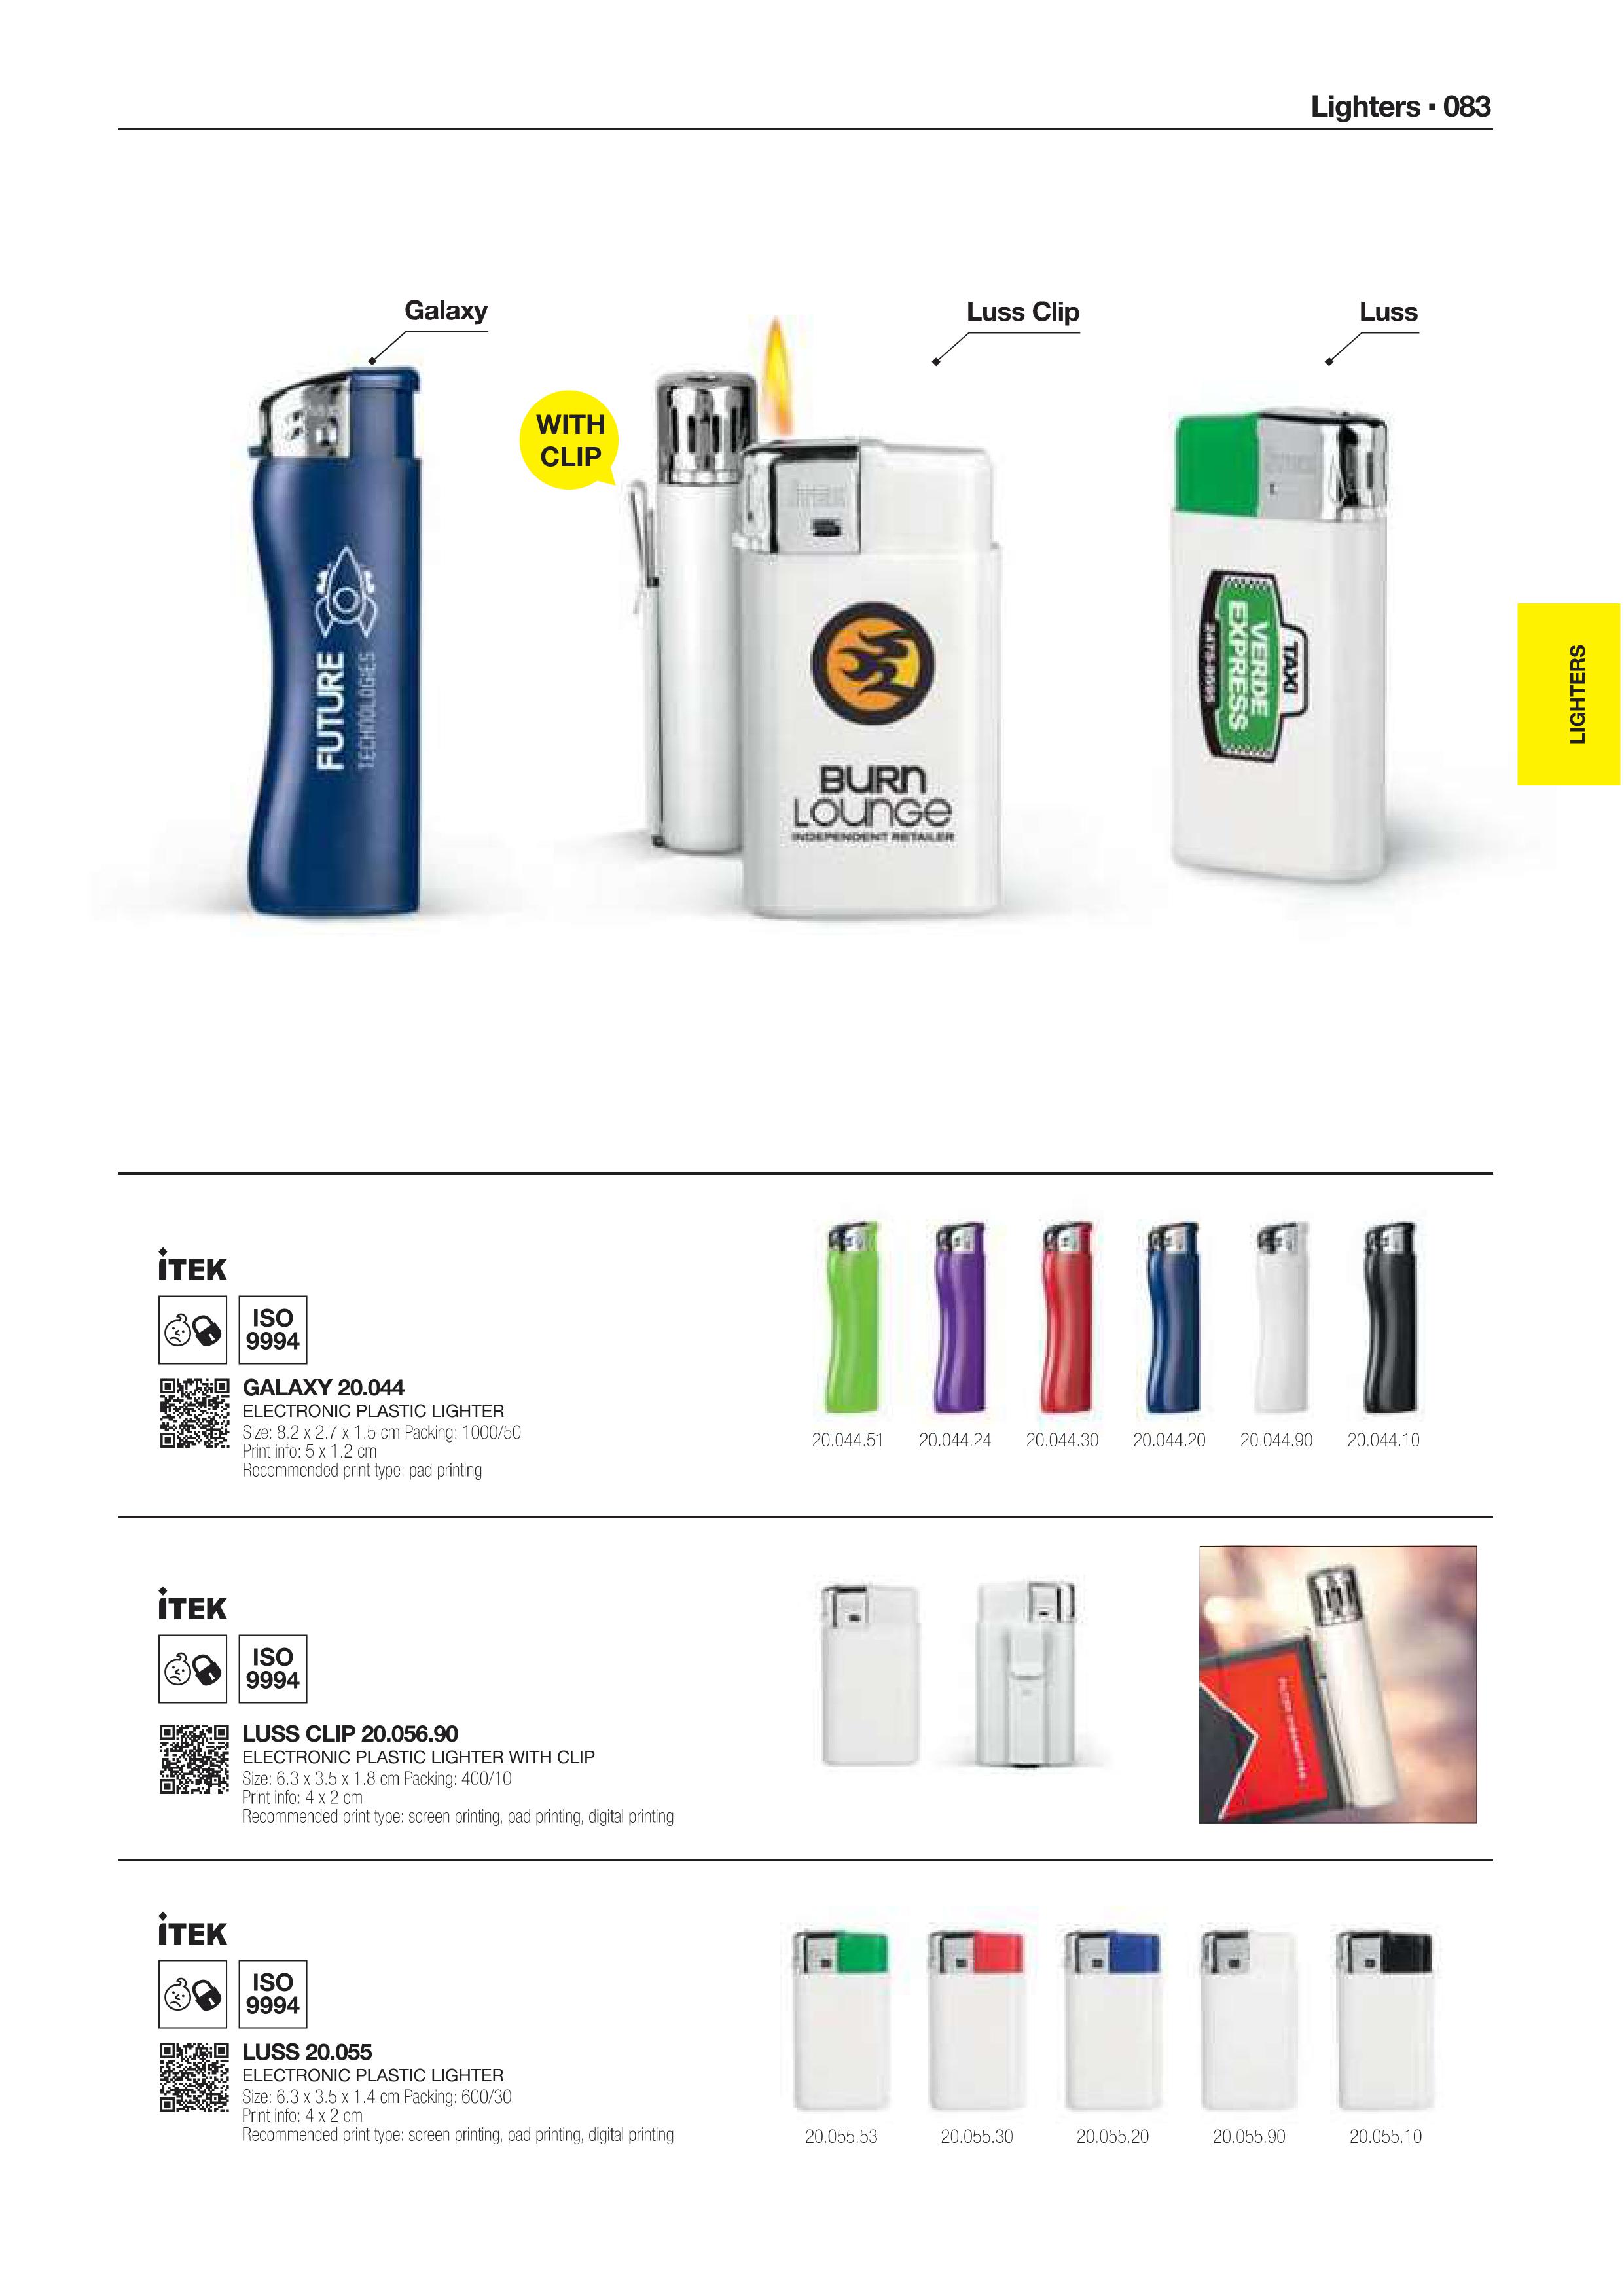 Lighters ▪ 083
Galaxy
Luss Clip
Luss
WITH
CLIP
FUTURE
TECHNOLOGIES
BURN
LOUNGE
INDEPENDENT RETAILER
TAXI
VERDE
EXPRESS
LIGHTERS
iTEK
ISO
9994
GALAXY 20.044
ELECTRONIC PLASTIC LIGHTER
Size: 8.2 x 2.7 x 1.5 cm Packing: 1000/50
Print info: 5 x 1.2 cm
Recommended print type: pad printing
20.044.51 20.044.24 20.044.30 20.044.20 20.044.90 20.044.10
iTEK
ISO
9994
LUSS CLIP 20.056.90
ELECTRONIC PLASTIC LIGHTER WITH CLIP
Size: 6.3 x 3.5 x 1.8 cm Packing: 400/10
Print info: 4 x 2 cm
Recommended print type: screen printing, pad printing, digital printing
iTEK
ISO
9994
LUSS 20.055
ELECTRONIC PLASTIC LIGHTER
Size: 6.3 x 3.5 x 1.4 cm Packing: 600/30
Print info: 4 x 2 cm
Recommended print type: screen printing, pad printing, digital printing
20.055.53 20.055.30 20.055.20 20.055.90 20.055.10